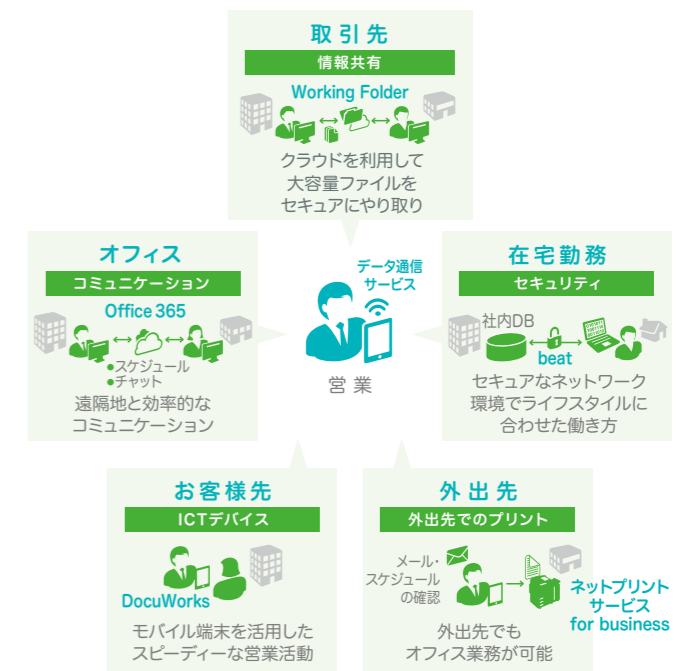 取引先
情報共有
Working Folder
クラウドを利用して
大容量ファイルを
セキュアにやり取り
オフィス
コミュニケーション
Office 365
●スケジュール
●チャット
遠隔地と効率的な
コミュニケーション
データ通信
サービス
営業
在宅勤務
セキュリティ
社内DB
beat
セキュアなネットワーク
環境でライフスタイルに
合わせた働き方
お客様先
ICTデバイス
DocuWorks
モバイル端末を活用した
スピーディーな営業活動
外出先
外出先でのプリント
メール・
スケジュール
の確認
ネットプリント
サービス
for business
外出先でも
オフィス業務が可能